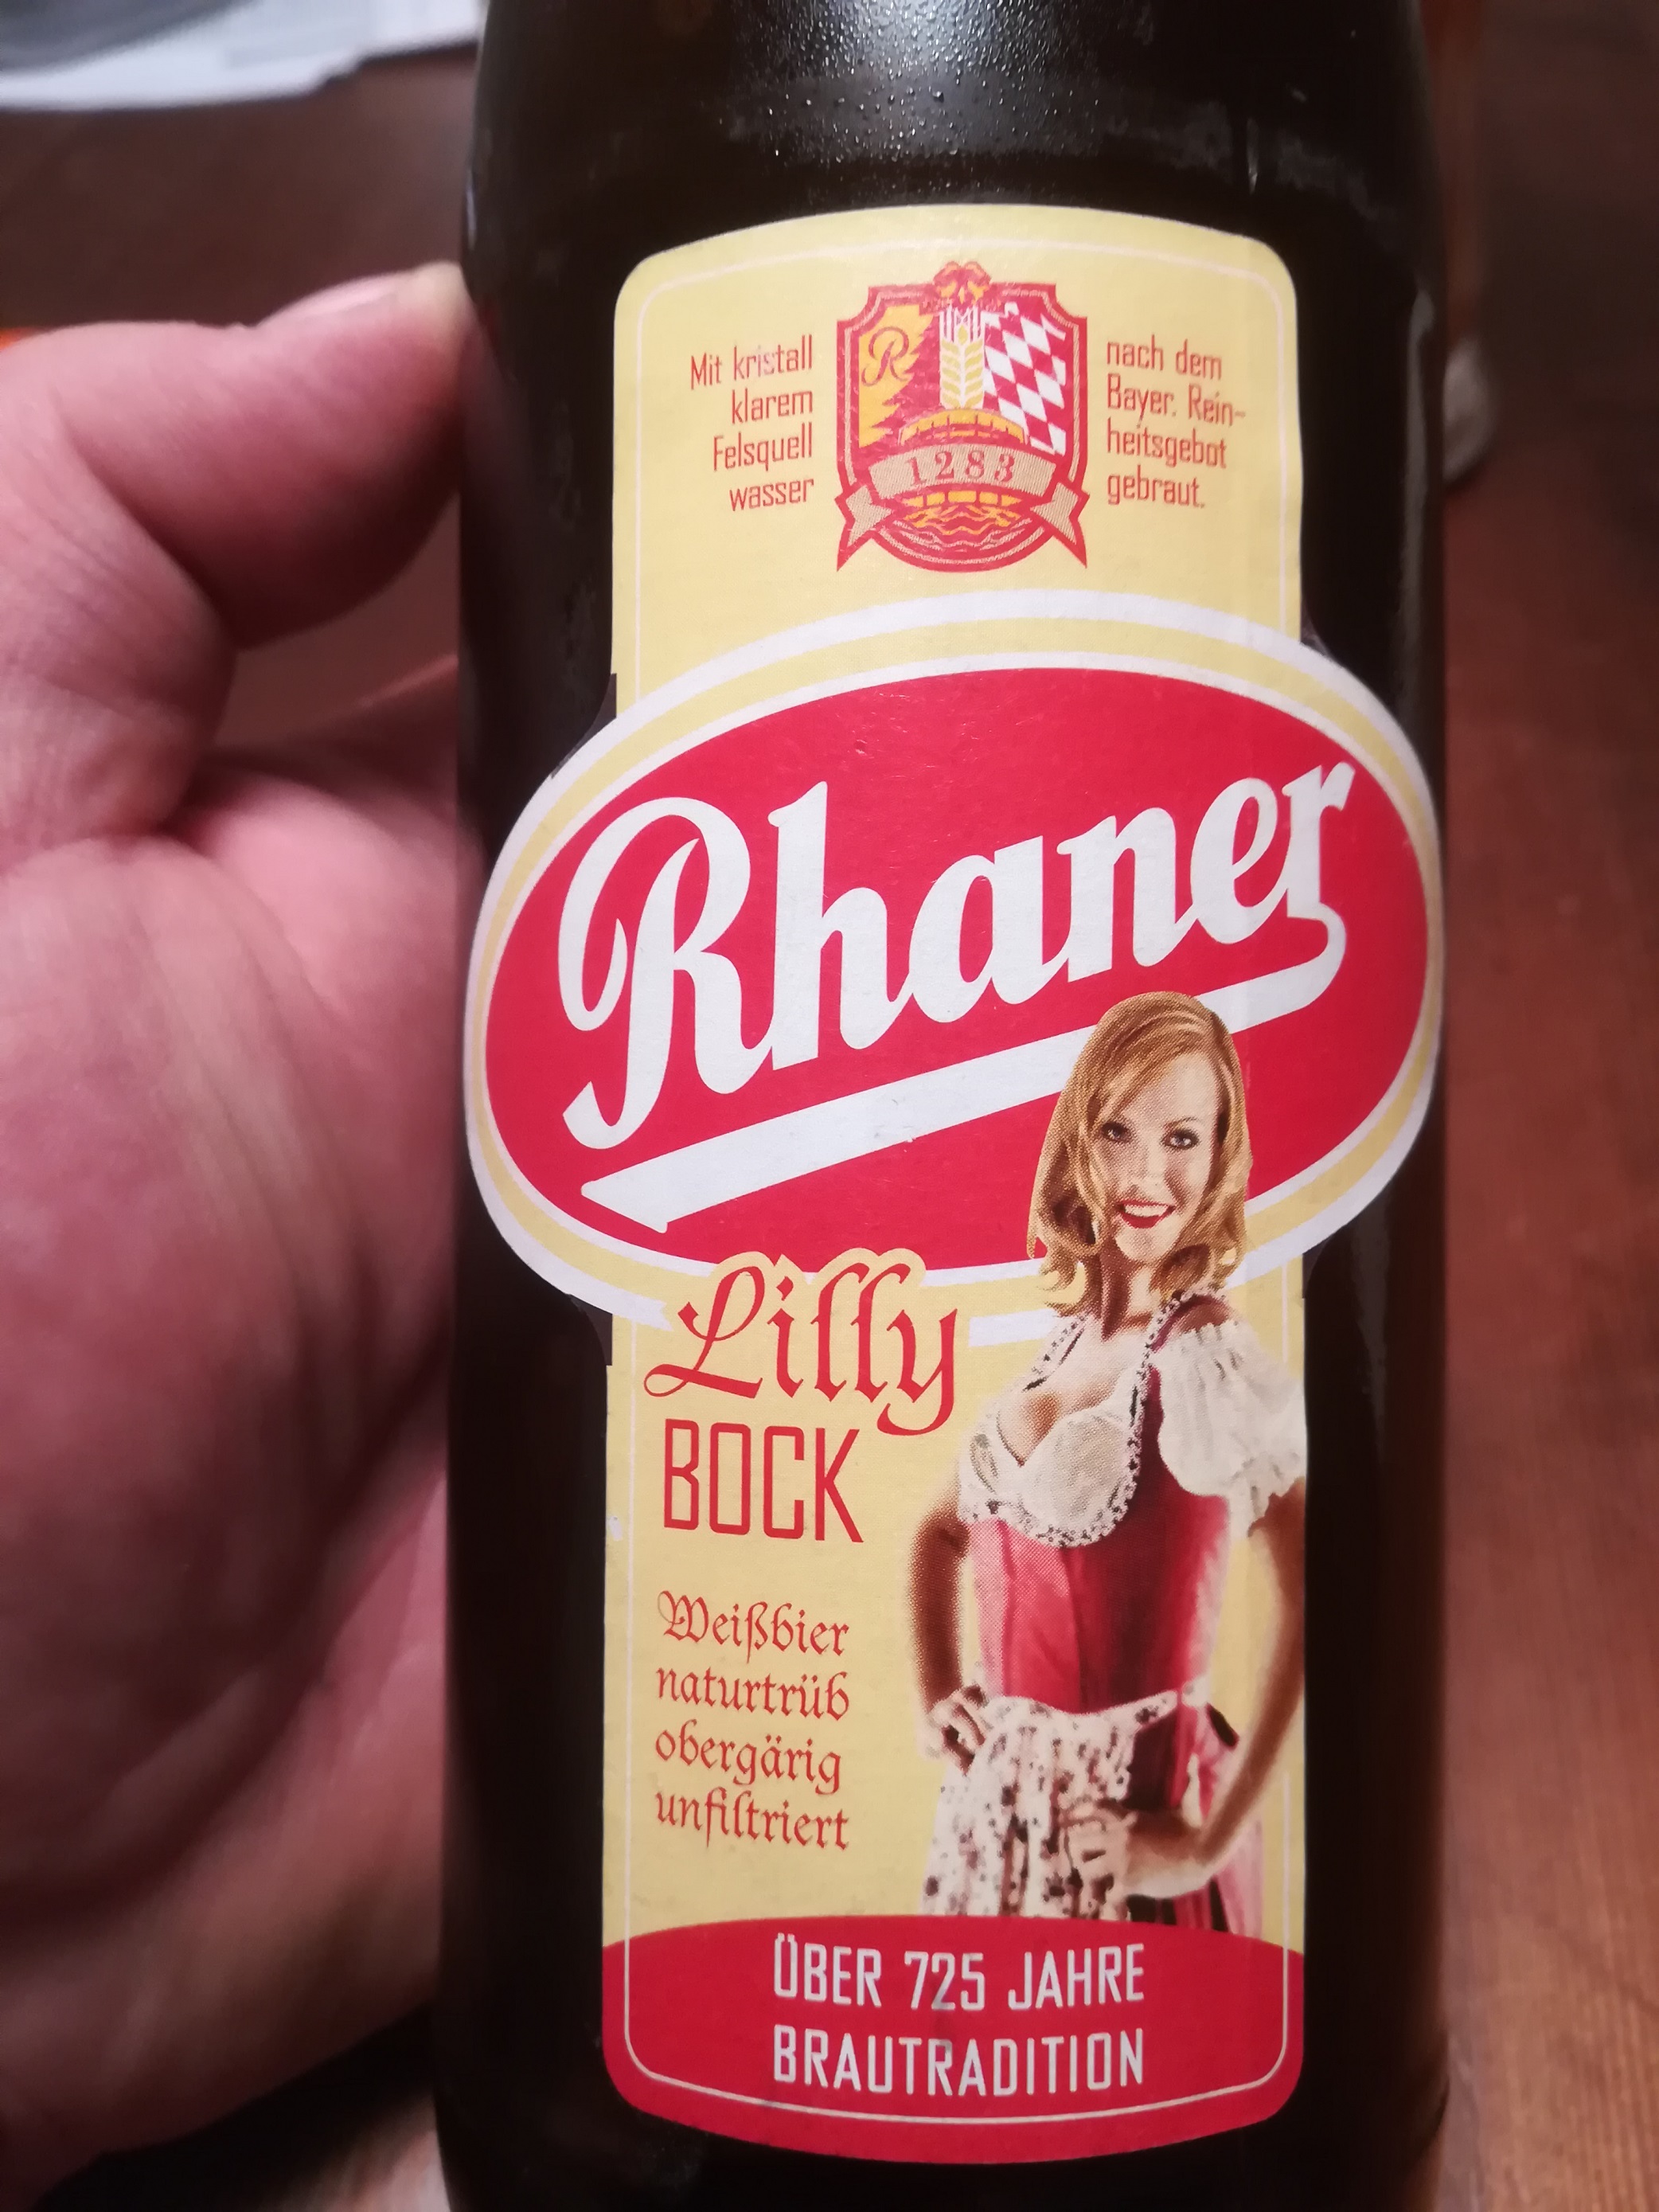 Mit kristall
klarem
Felsquell
wasser
R
1283
nach dem
Bayer. Rein-
heitsgebot
gebraut.
Rhaner
Lilly
BOCK
Weißbier
naturtrüb
obergärig
unfiltriert
ÜBER 725 JAHRE
BRAUTRADITION